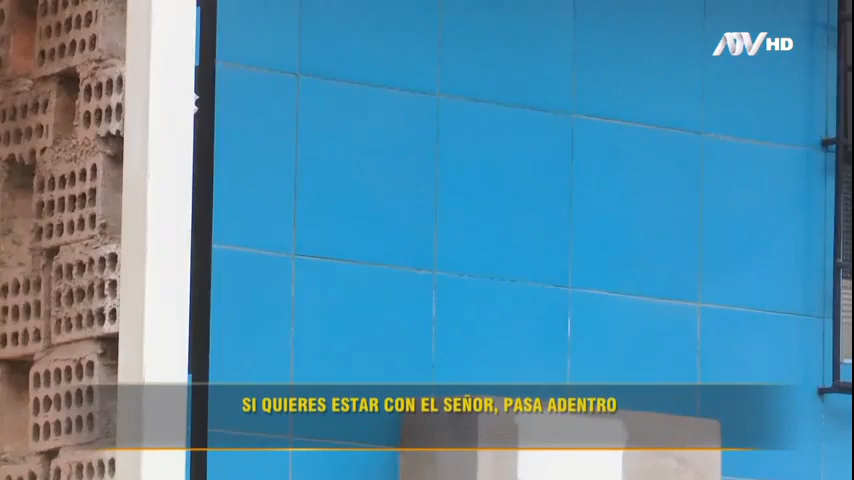 ATV HD
SI QUIERES ESTAR CON EL SEÑOR, PASA ADENTRO